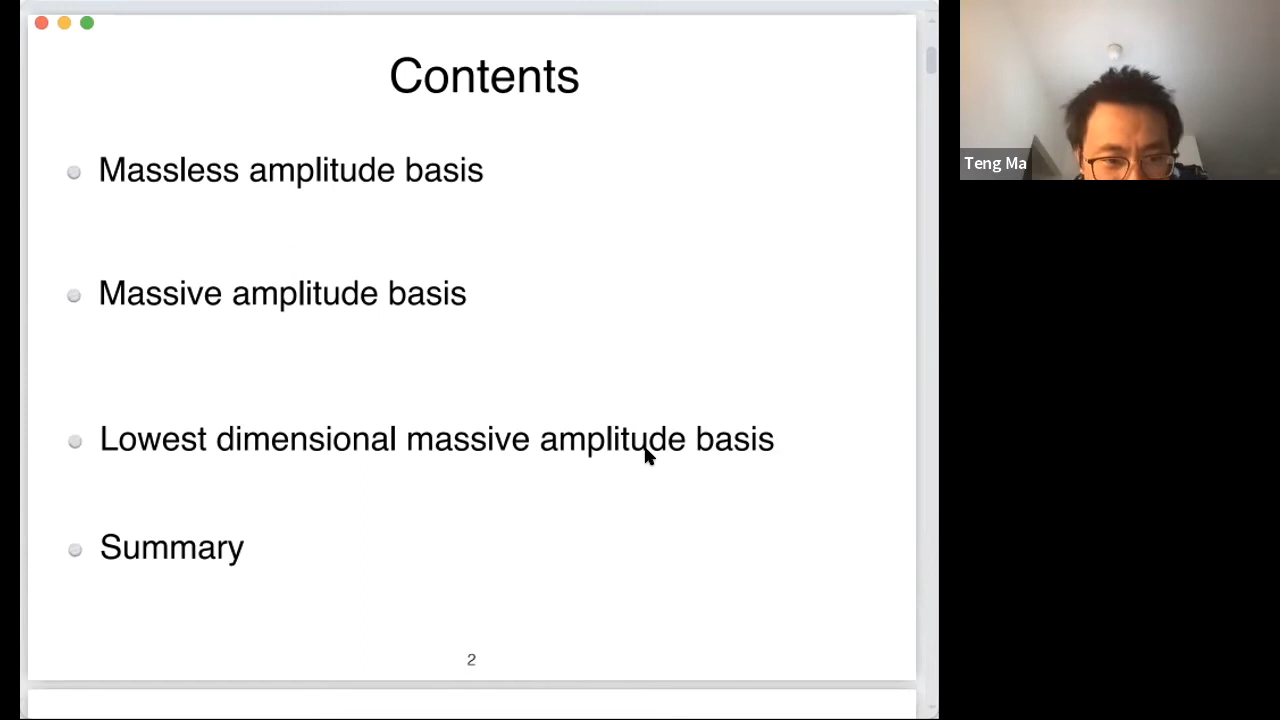 Contents
Massless amplitude basis
Massive amplitude basis
Lowest dimensional massive amplitude basis
Summary
2
Teng Ma